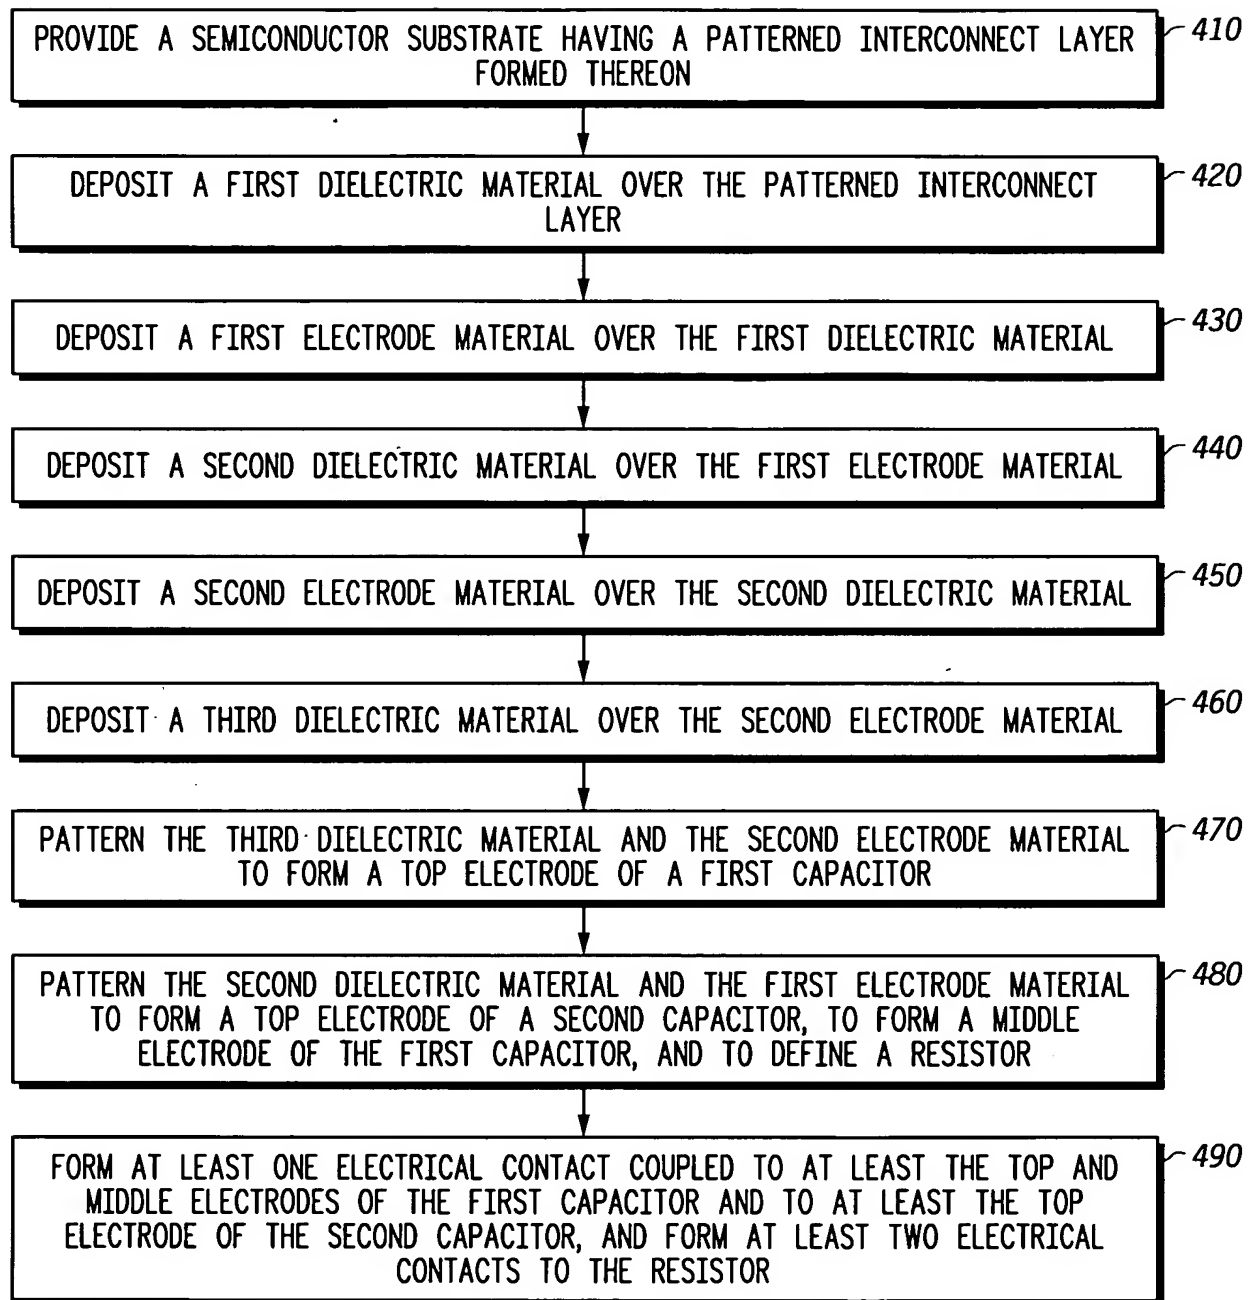 PROVIDE A SEMICONDUCTOR SUBSTRATE HAVING A PATTERNED INTERCONNECT LAYER
FORMED THEREON
410
DEPOSIT A FIRST DIELECTRIC MATERIAL OVER THE PATTERNED INTERCONNECT
LAYER
420
DEPOSIT A FIRST ELECTRODE MATERIAL OVER THE FIRST DIELECTRIC MATERIAL
430
DEPOSIT A SECOND DIELECTRIC MATERIAL OVER THE FIRST ELECTRODE MATERIAL
440
DEPOSIT A SECOND ELECTRODE MATERIAL OVER THE SECOND DIELECTRIC MATERIAL
450
DEPOSIT A THIRD DIELECTRIC MATERIAL OVER THE SECOND ELECTRODE MATERIAL
460
PATTERN THE THIRD DIELECTRIC MATERIAL AND THE SECOND ELECTRODE MATERIAL
TO FORM A TOP ELECTRODE OF A FIRST CAPACITOR
470
PATTERN THE SECOND DIELECTRIC MATERIAL AND THE FIRST ELECTRODE MATERIAL
TO FORM A TOP ELECTRODE OF A SECOND CAPACITOR, TO FORM A MIDDLE
ELECTRODE OF THE FIRST CAPACITOR, AND TO DEFINE A RESISTOR
480
FORM AT LEAST ONE ELECTRICAL CONTACT COUPLED TO AT LEAST THE TOP AND
MIDDLE ELECTRODES OF THE FIRST CAPACITOR AND TO AT LEAST THE TOP
ELECTRODE OF THE SECOND CAPACITOR, AND FORM AT LEAST TWO ELECTRICAL
CONTACTS TO THE RESISTOR
490